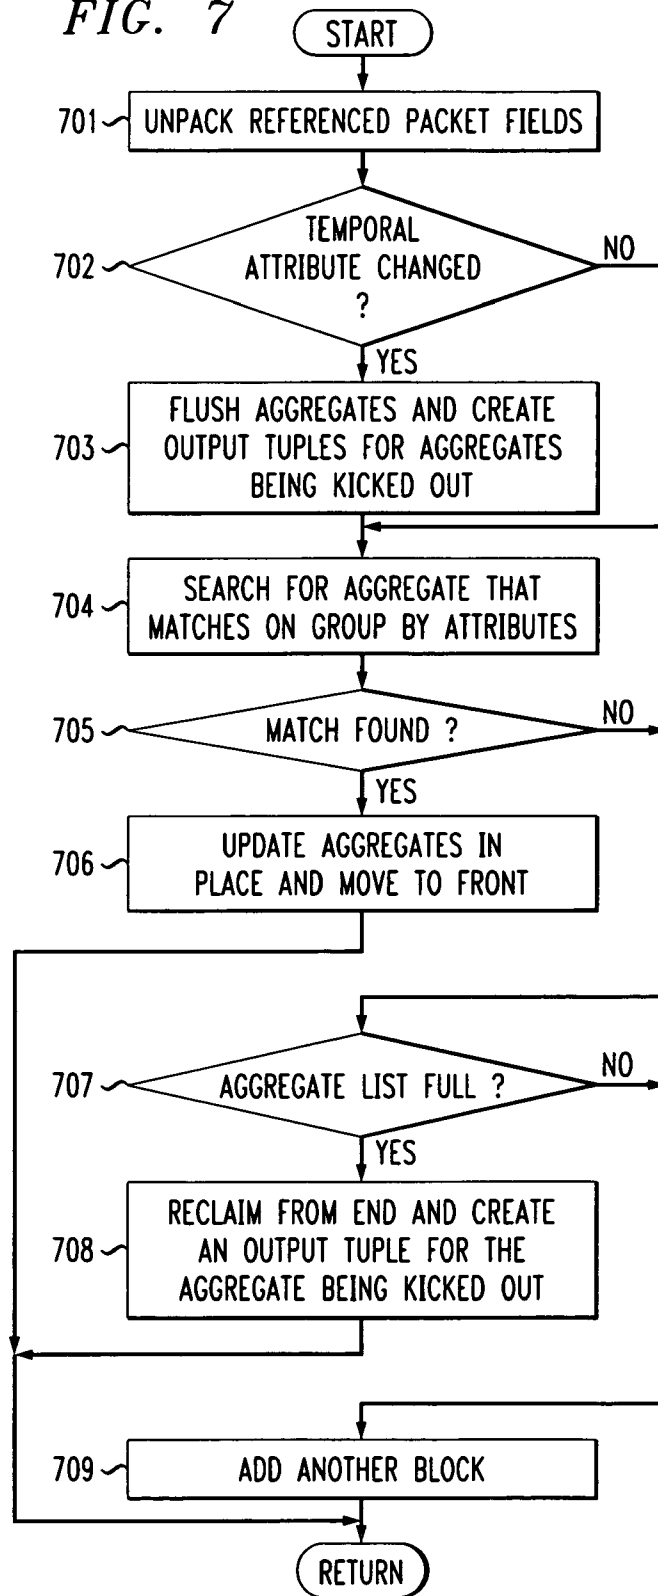 FIG. 7
START
701
UNPACK REFERENCED PACKET FIELDS
702
TEMPORAL
ATTRIBUTE CHANGED
?
NO
YES
703
FLUSH AGGREGATES AND CREATE
OUTPUT TUPLES FOR AGGREGATES
BEING KICKED OUT
704
SEARCH FOR AGGREGATE THAT
MATCHES ON GROUP BY ATTRIBUTES
705
MATCH FOUND ?
NO
YES
706
UPDATE AGGREGATES IN
PLACE AND MOVE TO FRONT
707
AGGREGATE LIST FULL ?
NO
YES
708
RECLAIM FROM END AND CREATE
AN OUTPUT TUPLE FOR THE
AGGREGATE BEING KICKED OUT
709
ADD ANOTHER BLOCK
RETURN